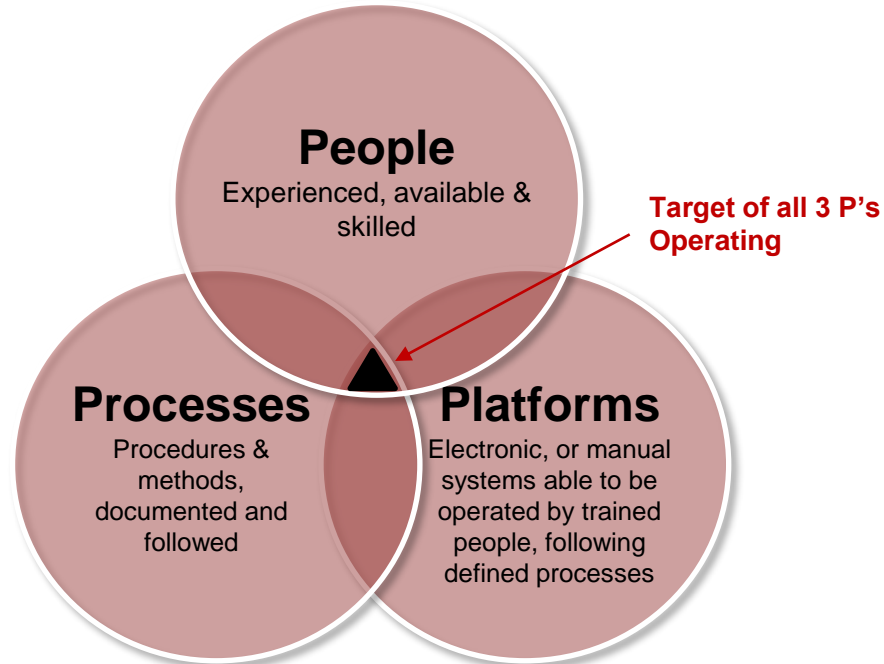 People
Experienced, available &
skilled
Target of all 3 P’s
Operating
Processes
Procedures &
methods,
documented and
followed
Platforms
Electronic, or manual
systems able to be
operated by trained
people, following
defined processes